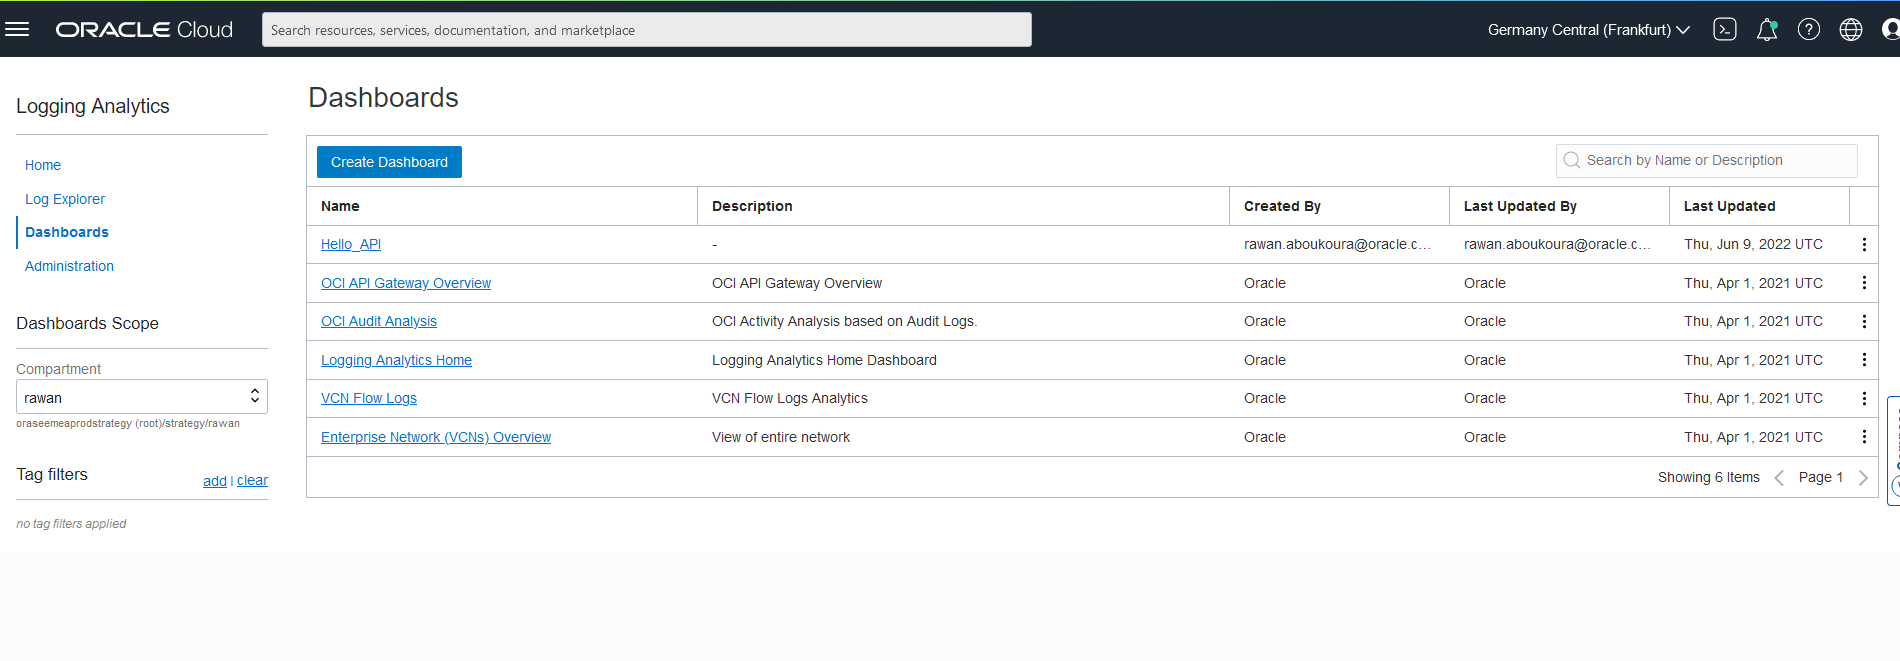 ORACLE Cloud
Search resources, services, documentation, and marketplace
Germany Central (Frankfurt)
Logging Analytics
Home
Log Explorer
Dashboards
Administration
Dashboards Scope
Compartment
rawan
oraseemeaprodstrategy (root)/strategy/rawan
Tag filters
add | clear
no tag filters applied
Dashboards
Create Dashboard
Search by Name or Description
Name Description Created By Last Updated By Last Updated
Hello_API - rawan.aboukoura@oracle.c... rawan.aboukoura@oracle.c... Thu, Jun 9, 2022 UTC
OCI API Gateway Overview OCI API Gateway Overview Oracle Oracle Thu, Apr 1, 2021 UTC
OCI Audit Analysis OCI Activity Analysis based on Audit Logs. Oracle Oracle Thu, Apr 1, 2021 UTC
Logging Analytics Home Logging Analytics Home Dashboard Oracle Oracle Thu, Apr 1, 2021 UTC
VCN Flow Logs VCN Flow Logs Analytics Oracle Oracle Thu, Apr 1, 2021 UTC
Enterprise Network (VCNs) Overview View of entire network Oracle Oracle Thu, Apr 1, 2021 UTC
Showing 6 Items Page 1